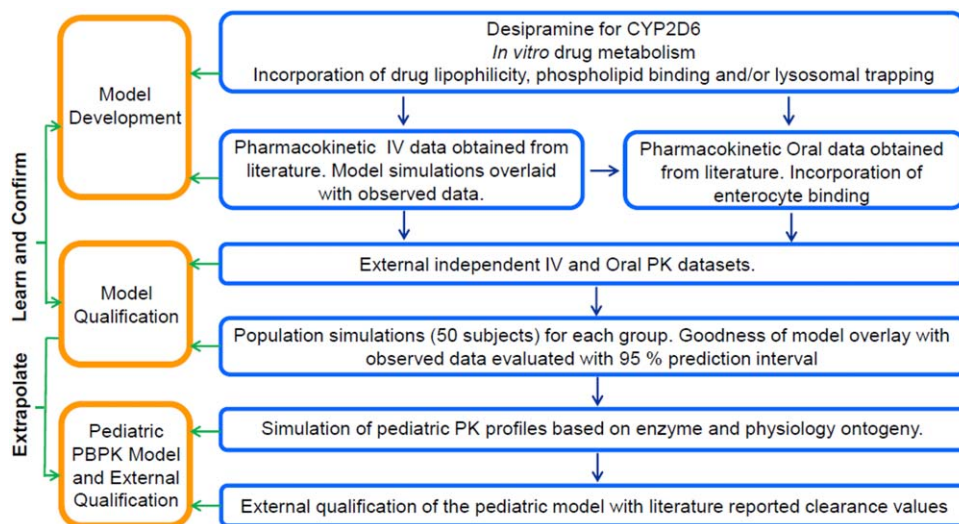 Desipramine for CYP2D6
In vitro drug metabolism
Incorporation of drug lipophilicity, phospholipid binding and/or lysosomal trapping
Model
Development
Pharmacokinetic IV data obtained from
literature. Model simulations overlaid
with observed data.
Pharmacokinetic Oral data obtained
from literature. Incorporation of
enterocyte binding
Learn and Confirm
External independent IV and Oral PK datasets.
Model
Qualification
Population simulations (50 subjects) for each group. Goodness of model overlay with
observed data evaluated with 95 % prediction interval
Extrapolate
Pediatric
PBPK Model
and External
Qualification
Simulation of pediatric PK profiles based on enzyme and physiology ontogeny.
External qualification of the pediatric model with literature reported clearance values